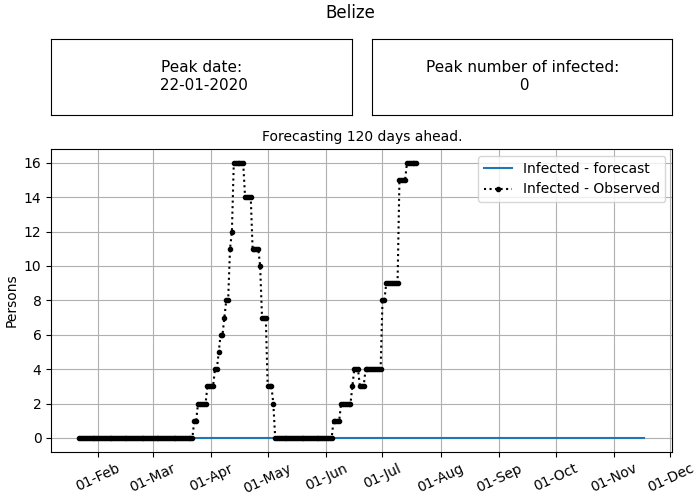 Belize
Peak date:
22-01-2020
Peak number of infected:
0
Forecasting 120 days ahead.
Infected - forecast
Infected - Observed
Persons
16
14
12
10
8
6
4
2
0
01-Feb
01-Mar
01-Apr
01-May
01-Jun
01-Jul
01-Aug
01-Sep
01-Oct
01-Nov
01-Dec